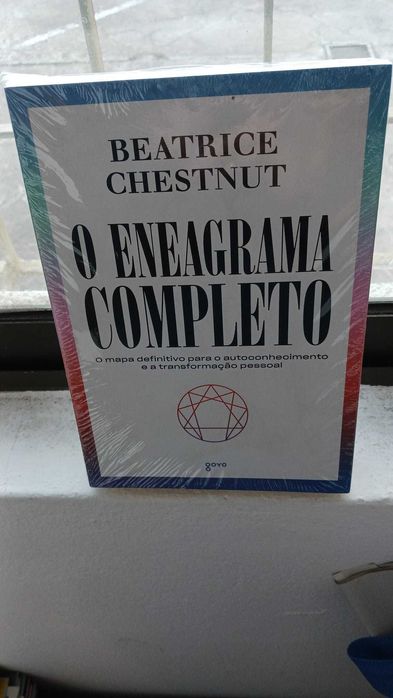 BEATRICE
CHESTNUT
O ENEAGRAMA
COMPLETO
o mapa definitivo para o autoconhecimento
e a transformação pessoal
goya